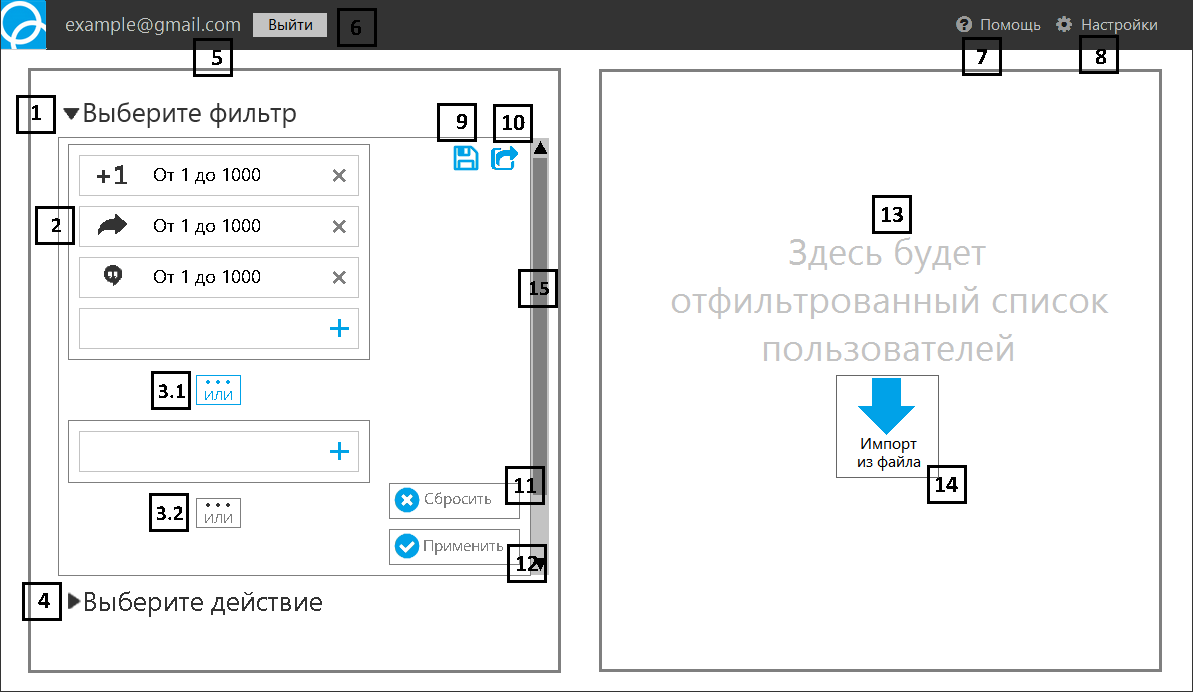 example@gmail.com Выйти 6 Помощь Настройки
5 7 8
1 Выберите фильтр
9 10
+1 От 1 до 1000
2 От 1 до 1000
От 1 до 1000
15
3.1 или
3.2 или
11
Сбросить
Применить
12
4 Выберите действие
13
Здесь будет
отфильтрованный список
пользователей
Импорт
из файла
14